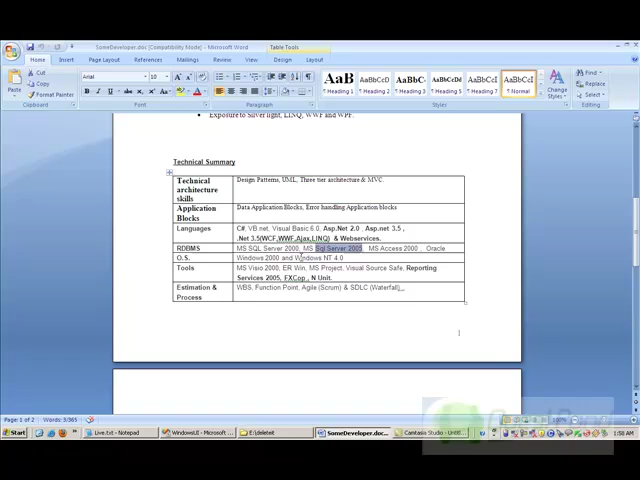 SomeDeveloper.doc [Compatibility Mode] - Microsoft Word
Table Tools
Home Insert Page Layout References Mailings Review View Design Layout
Cut
Copy
Format Painter
Paste
Clipboard
Arial
10
Font
Paragraph
AaB AaBbCc AaBbC AaBbCcDd AaBbCcI AaBbCcI
Heading 1 Heading 2 Heading 3 Heading 4 Heading 7 Normal
Change
Styles
Styles
Find
Replace
Select
Editing
Exposure to Silver light, LINQ, WWF and WPF.
Technical Summary
Technical architecture skills
Design Patterns, UML, Three tier architecture & MVC.
Application Blocks
Data Application Blocks, Error handling Application blocks
Languages
C#, VB net, Visual Basic 6.0, Asp.Net 2.0 , Asp.net 3.5 ,
.Net 3.5(WCF,WWF,Ajax,LINQ) & Webservices.
RDBMS
MS SQL Server 2000, MS Sql Server 2005, MS Access 2000 , Oracle
O.S.
Windows 2000 and Windows NT 4.0
Tools
MS Visio 2000, ER Win, MS Project, Visual Source Safe, Reporting
Services 2005, FXCop , N Unit.
Estimation & Process
WBS, Function Point, Agile (Scrum) & SDLC (Waterfall)
1
Page: 1 of 2 Words: 3/365
100%
Start
Live.txt - Notepad
WindowsUI - Microsoft ...
E:\deleteit
SomeDeveloper.doc...
Camtasia Studio - Untitl...
1:58 AM